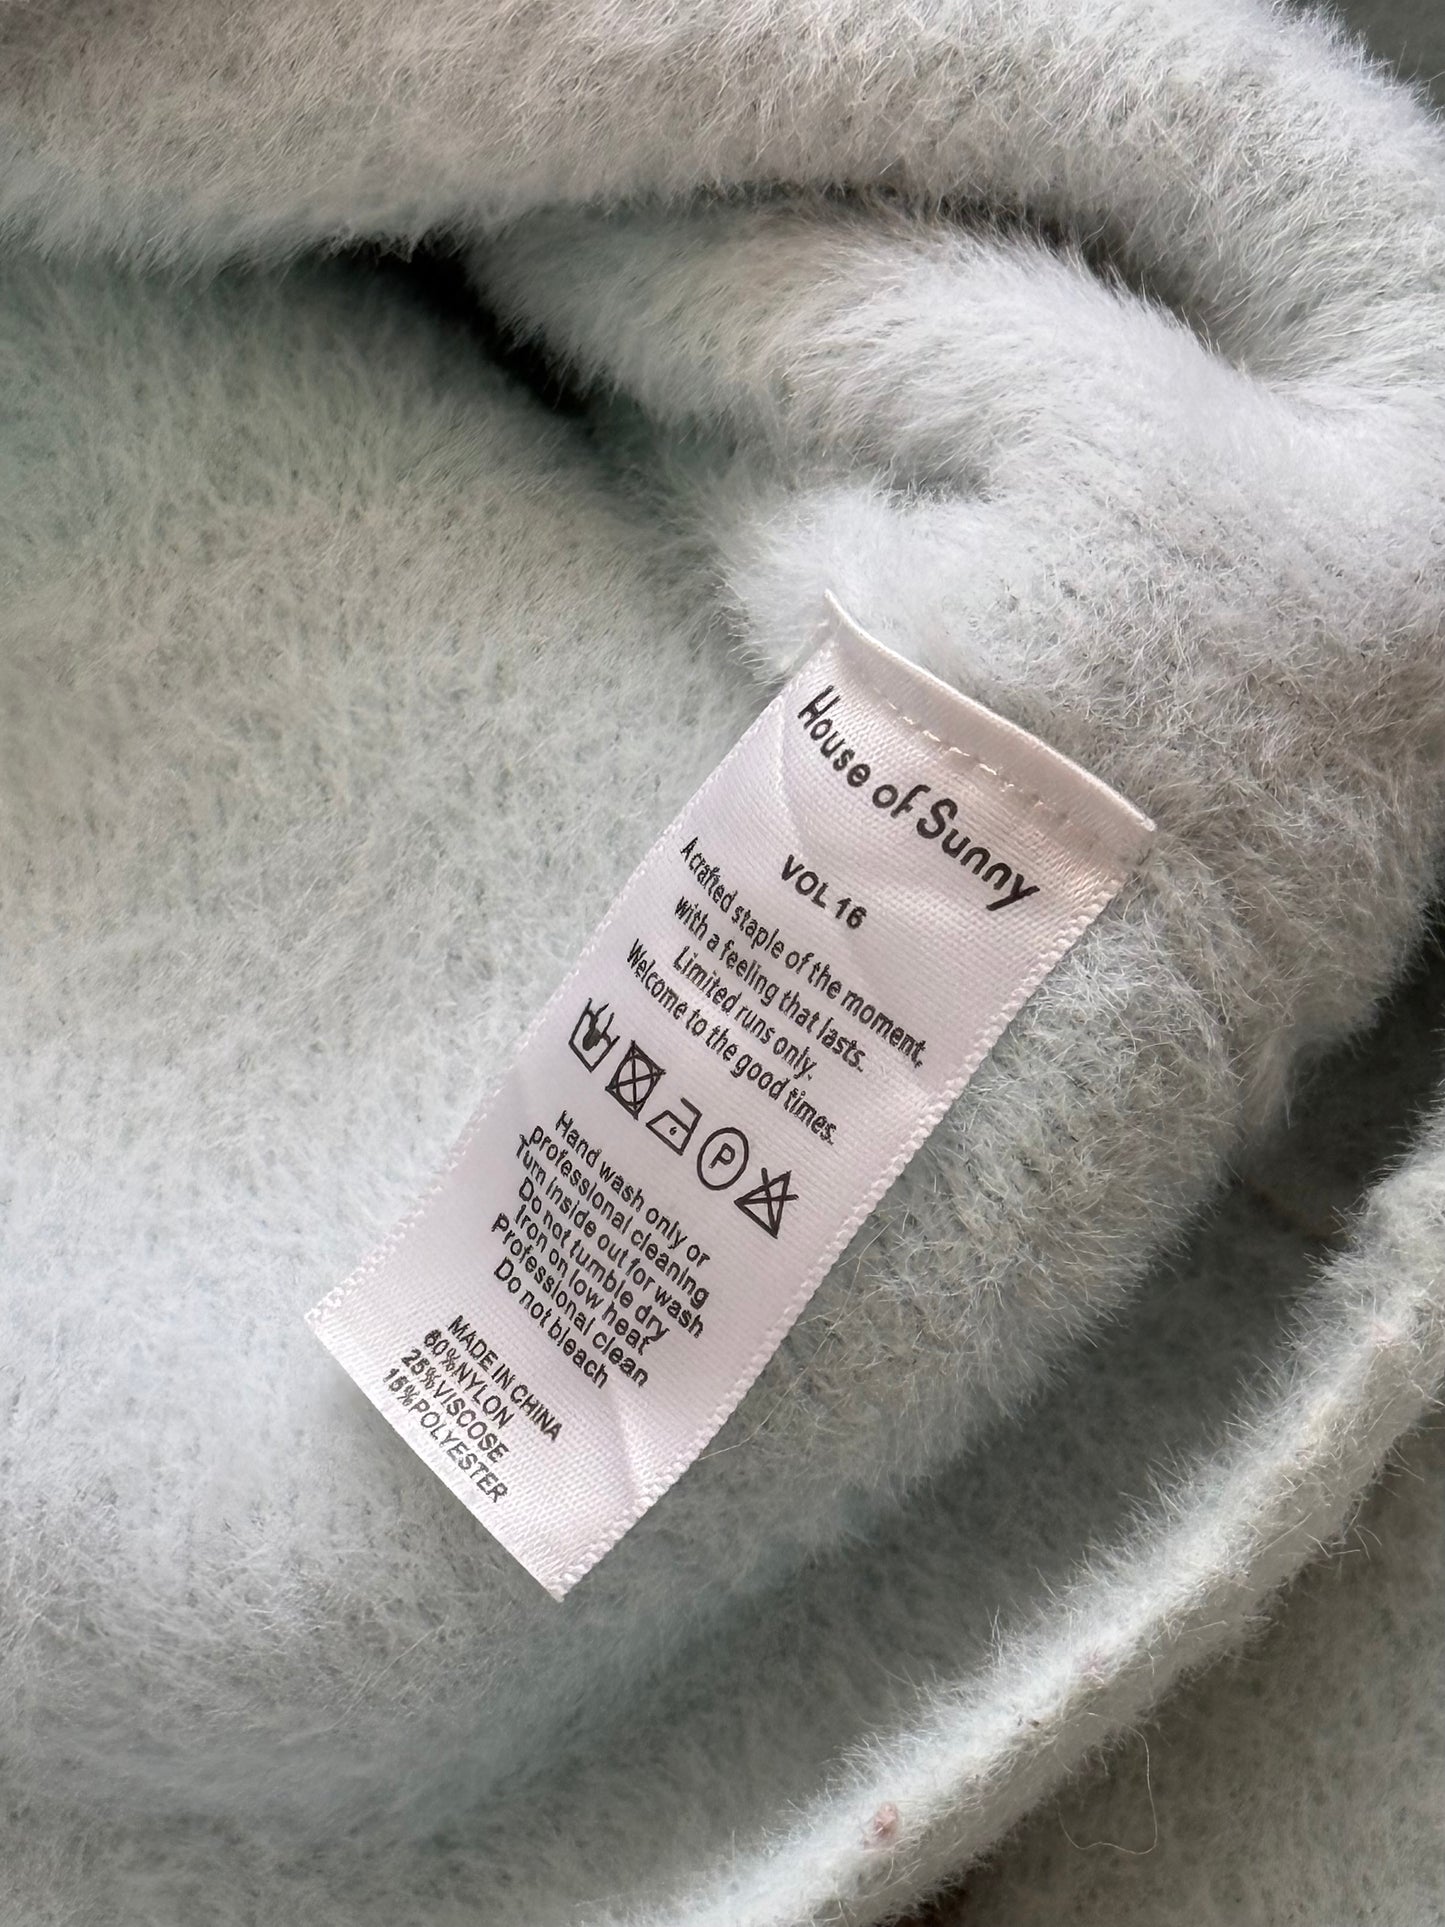 House of Sunny
VOL 16
A crafted staple of the moment,
with a feeling that lasts.
Limited runs only.
Welcome to the good times.
P
Hand wash only or
professional cleaning
Turn inside out for wash
Do not tumble dry
Iron on low heat
Professional clean
Do not bleach
MADE IN CHINA
60%NYLON
25%VISCOSE
15%POLYESTER